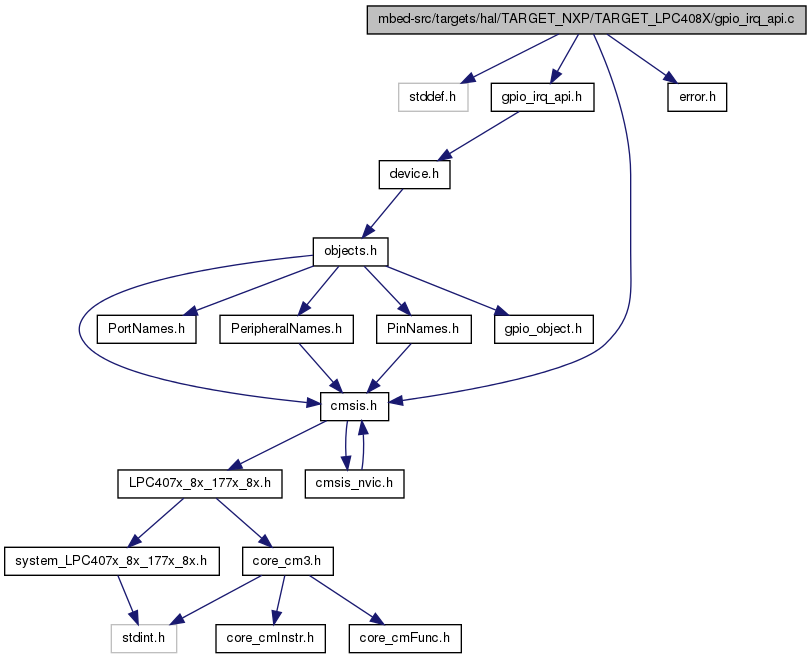 mbed-src/targets/hal/TARGET_NXP/TARGET_LPC408X/gpio_irq_api.c
stddef.h
gpio_irq_api.h
error.h
device.h
objects.h
PortNames.h
PeripheralNames.h
PinNames.h
gpio_object.h
cmsis.h
LPC407x_8x_177x_8x.h
cmsis_nvic.h
system_LPC407x_8x_177x_8x.h
core_cm3.h
stdint.h
core_cmInstr.h
core_cmFunc.h